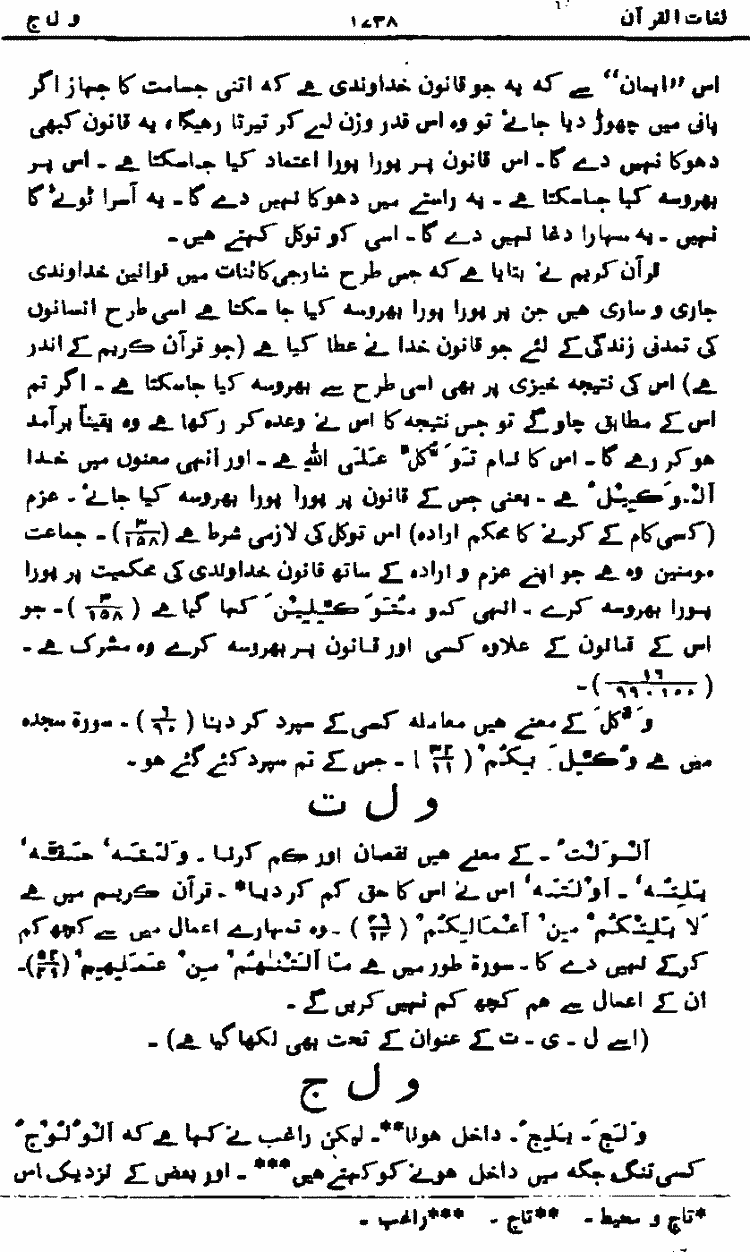 لغات القرآن ۱۷۳۸ و ل ج
اس ”ایمان“ سے کہ یہ جو قانون خداوندی ہے کہ اتنی جسامت کا جہاز اگر
پانی میں چھوڑ دیا جائے تو وہ اس قدر وزن لے کر تیرتا رہیگا ، یہ قانون کبھی
دھوکا نہیں دے گا ۔ اس قانون پر پورا پورا اعتماد کیا جاسکتا ہے ۔ اس پر
بھروسہ کیا جاسکتا ہے ۔ یہ راستے میں دھوکا نہیں دے گا ۔ یہ آسرا ٹوٹے گا
نہیں ۔ یہ سہارا دغا نہیں دے گا ۔ اسی کو توکل کہتے ہیں ۔
قرآن کریم نے بتایا ہے کہ جس طرح خارجی کائنات میں قوانین خداوندی
جاری و ساری ہیں جن پر پورا پورا بھروسہ کیا جا سکتا ہے اسی طرح انسانوں
کی تمدنی زندگی کے لئے جو قانون خدا نے عطا کیا ہے (جو قرآن کریم کے اندر
ہے) اس کی نتیجہ خیزی پر بھی اسی طرح سے بھروسہ کیا جاسکتا ہے ۔ اگر تم
اس کے مطابق چلو گے تو جس نتیجہ کا اس نے وعدہ کر رکھا ہے وہ یقیناً برآمد
ہو کر رہے گا ۔ اس کا نام تَوَکُّلْ عَلَی اللہِ ہے ۔ اور انہی معنوں میں خدا
اَلْوَکِیْلُ ہے ۔ یعنی جس کے قانون پر پورا پورا بھروسہ کیا جائے ۔ عزم
(کسی کام کے کرنے کا محکم ارادہ) اس توکل کی لازمی شرط ہے (۳/۱۵۸) ۔ جماعت
مومنین وہ ہے جو اپنے عزم و ارادہ کے ساتھ قانون خداوندی کی محکمیت پر پورا
پورا بھروسہ کرے ۔ انہی کو مُتَوَکِّلِیْنَ کہا گیا ہے (۳/۱۵۸) ۔ جو
اس کے قانون کے علاوہ کسی اور قانون پر بھروسہ کرے وہ مشرک ہے ۔
(۱۶/۹۹،۱۰۰) ۔
وَکَّلَ کے معنے ہیں معاملہ کسی کے سپرد کر دینا (۶/۹۰) ۔ سورۃ سجدہ
میں ہے وُکِّلَ بِکُمْ (۳۲/۱۱) ۔ جس کے تم سپرد کئے گئے ہو ۔
و ل ت
اَلْوَلْتُ ۔ کے معنے ہیں نقصان اور کم کرنا ۔ وَلَتَہٗ حَقَّہٗ
یَلِتُہٗ ۔ اَوْلَتَہٗ اس نے اس کا حق کم کر دیا* ۔ قرآن کریم میں ہے
لَا یَلِتْکُمْ مِنْ اَعْمَالِکُمْ (۴۹/۱۴) ۔ وہ تمہارے اعمال میں سے کچھ کم
کرکے نہیں دے گا ۔ سورۃ طور میں ہے مَا اَلَتْنٰھُمْ مِنْ عَمَلِھِمْ (۵۲/۲۱) ۔
ان کے اعمال سے ہم کچھ کم نہیں کریں گے ۔
(اسے ل ۔ ی ۔ ت کے عنوان کے تحت بھی لکھا گیا ہے) ۔
و ل ج
وَلَجَ ۔ یَلِجُ ۔ داخل ہونا** ۔ لیکن راغب نے کہا ہے کہ اَلْوُلُوْجُ
کسی تنگ جگہ میں داخل ہونے کو کہتے ہیں*** ۔ اور بعض کے نزدیک اس
*تاج و محیط ۔ **تاج ۔ ***راغب ۔